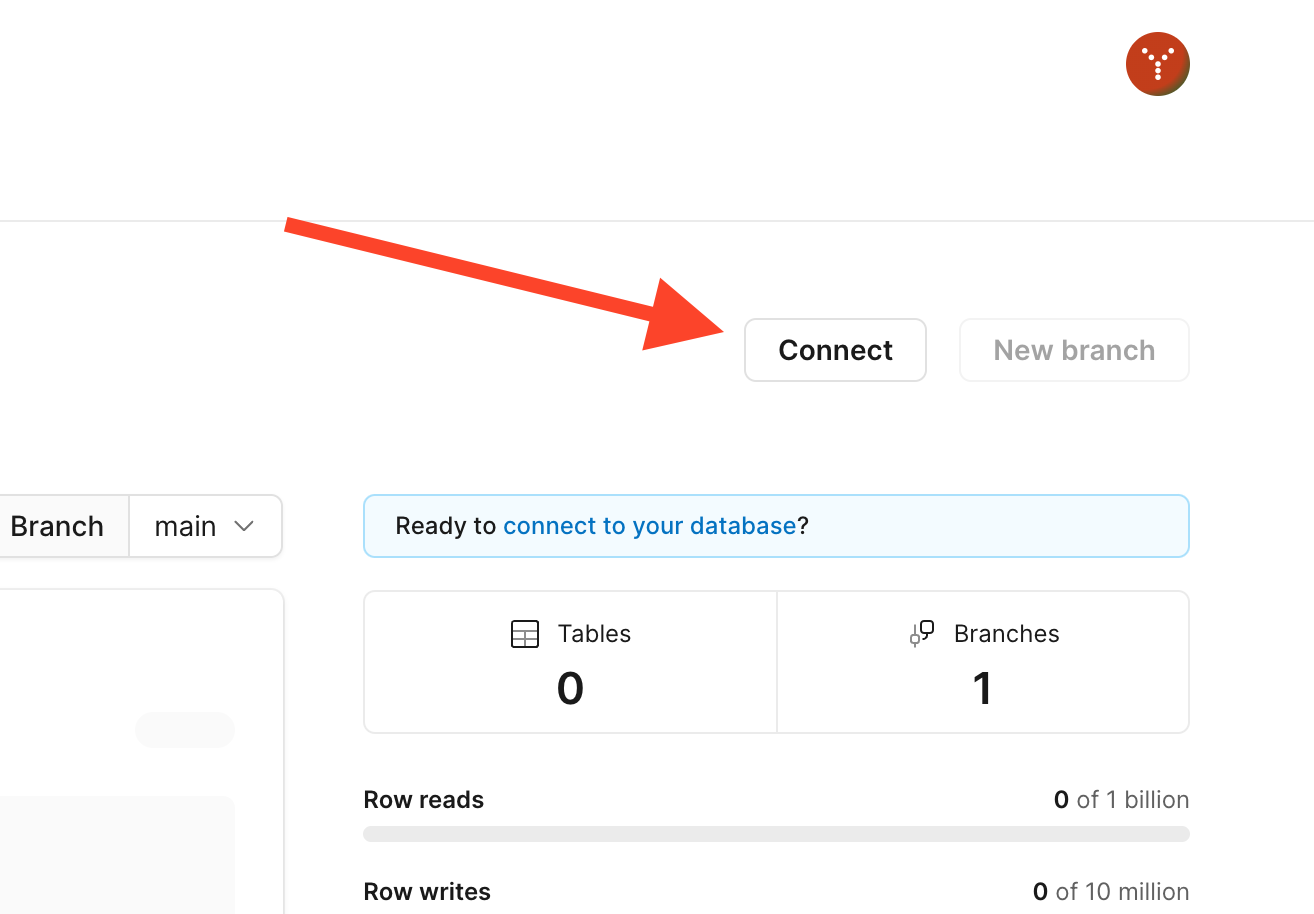 Connect
New branch
Branch
main
Ready to connect to your database?
Tables
0
Branches
1
Row reads
0 of 1 billion
Row writes
0 of 10 million